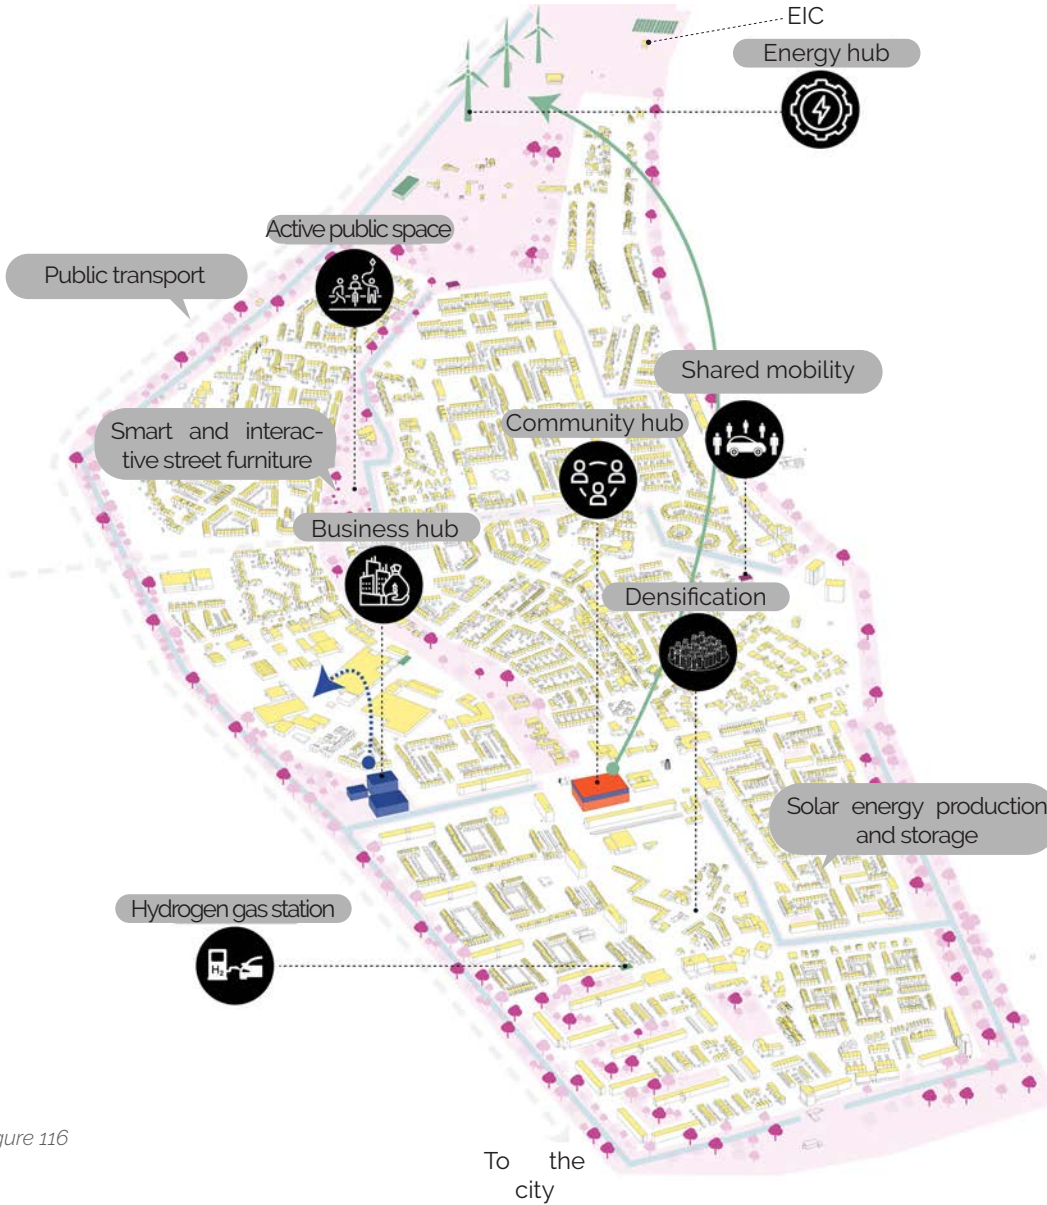 EIC
Energy hub
Active public space
Public transport
Shared mobility
Community hub
Smart and interac-
tive street furniture
Business hub
Densification
Solar energy production
and storage
Hydrogen gas station
H₂
gure 116
To the
city